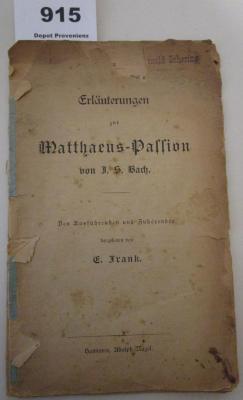 915
Depot Provenienz
Erläuterungen
zur
Matthaeus-Passion
von J. S. Bach.
Den Ausführenden und Zuhörenden
dargeboten von
E. Frank.
Hannover, Adolph Nagel.